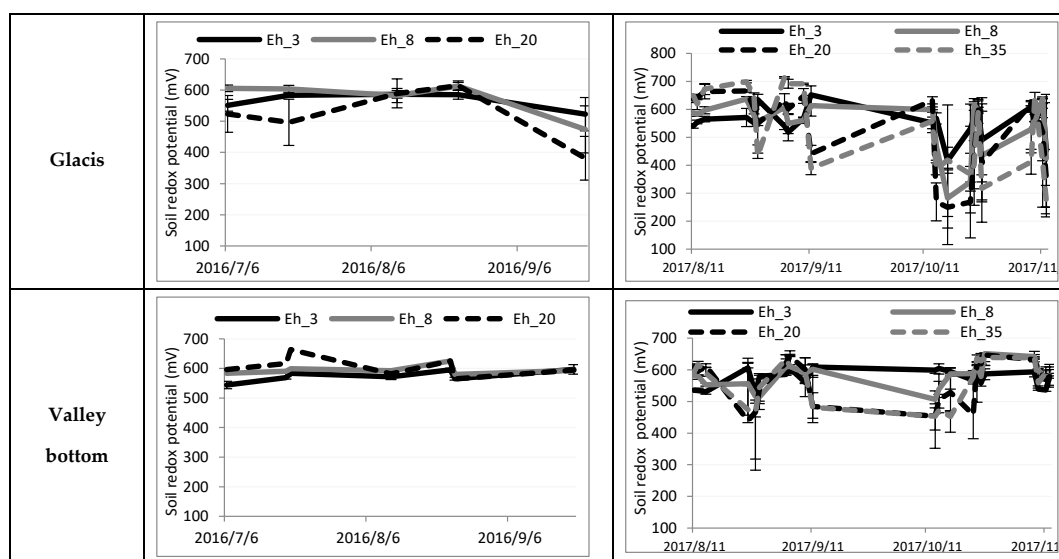 Glacis
Eh_3 Eh_8 Eh_20
Soil redox potential (mV)
700
600
500
400
300
200
100
2016/7/6 2016/8/6 2016/9/6
Eh_3 Eh_8
Eh_20 Eh_35
Soil redox potential (mV)
800
700
600
500
400
300
200
100
2017/8/11 2017/9/11 2017/10/11 2017/11
Valley
bottom
Eh_3 Eh_8 Eh_20
Soil redox potential (mV)
700
600
500
400
300
200
100
2016/7/6 2016/8/6 2016/9/6
Eh_3 Eh_8
Eh_20 Eh_35
Soil redox potential (mV)
700
600
500
400
300
200
100
2017/8/11 2017/9/11 2017/10/11 2017/11